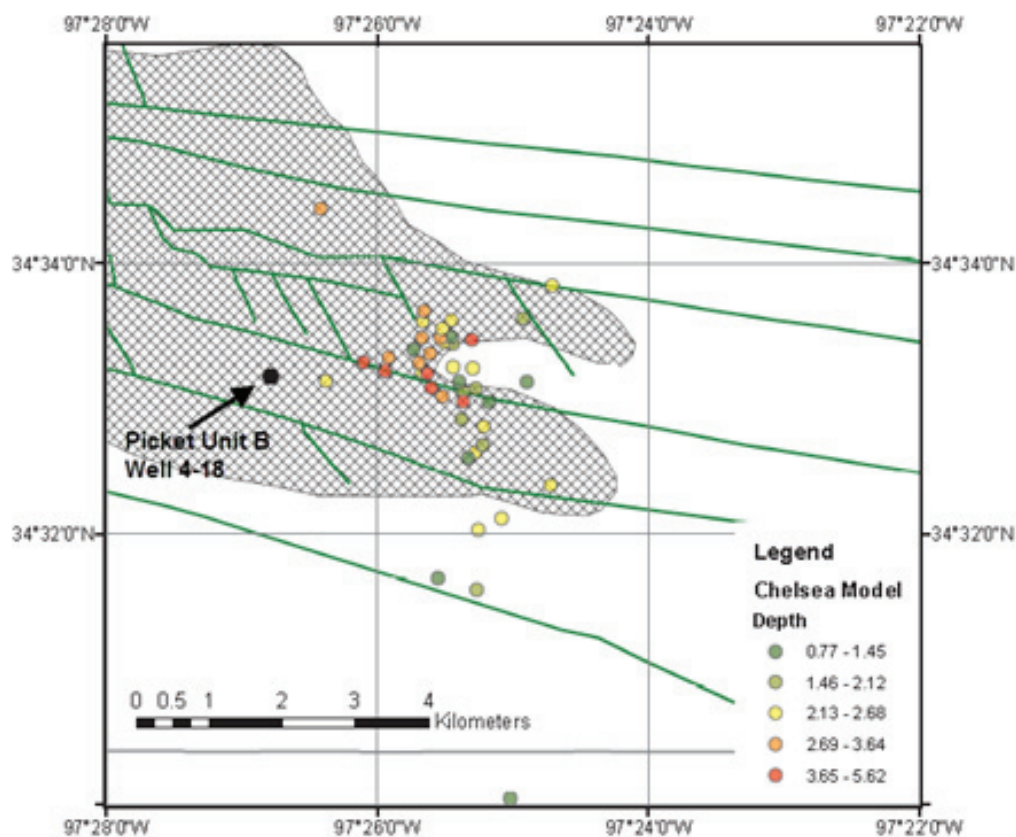 97°28'0"W 97°26'0"W 97°24'0"W 97°22'0"W
34°34'0"N 34°34'0"N
Picket Unit B
Well 4-18
34°32'0"N 34°32'0"N
Legend
Chelsea Model
Depth
0.77 - 1.45
1.46 - 2.12
2.13 - 2.68
2.69 - 3.64
3.65 - 5.62
0 0.5 1 2 3 4
Kilometers
97°28'0"W 97°26'0"W 97°24'0"W 97°22'0"W